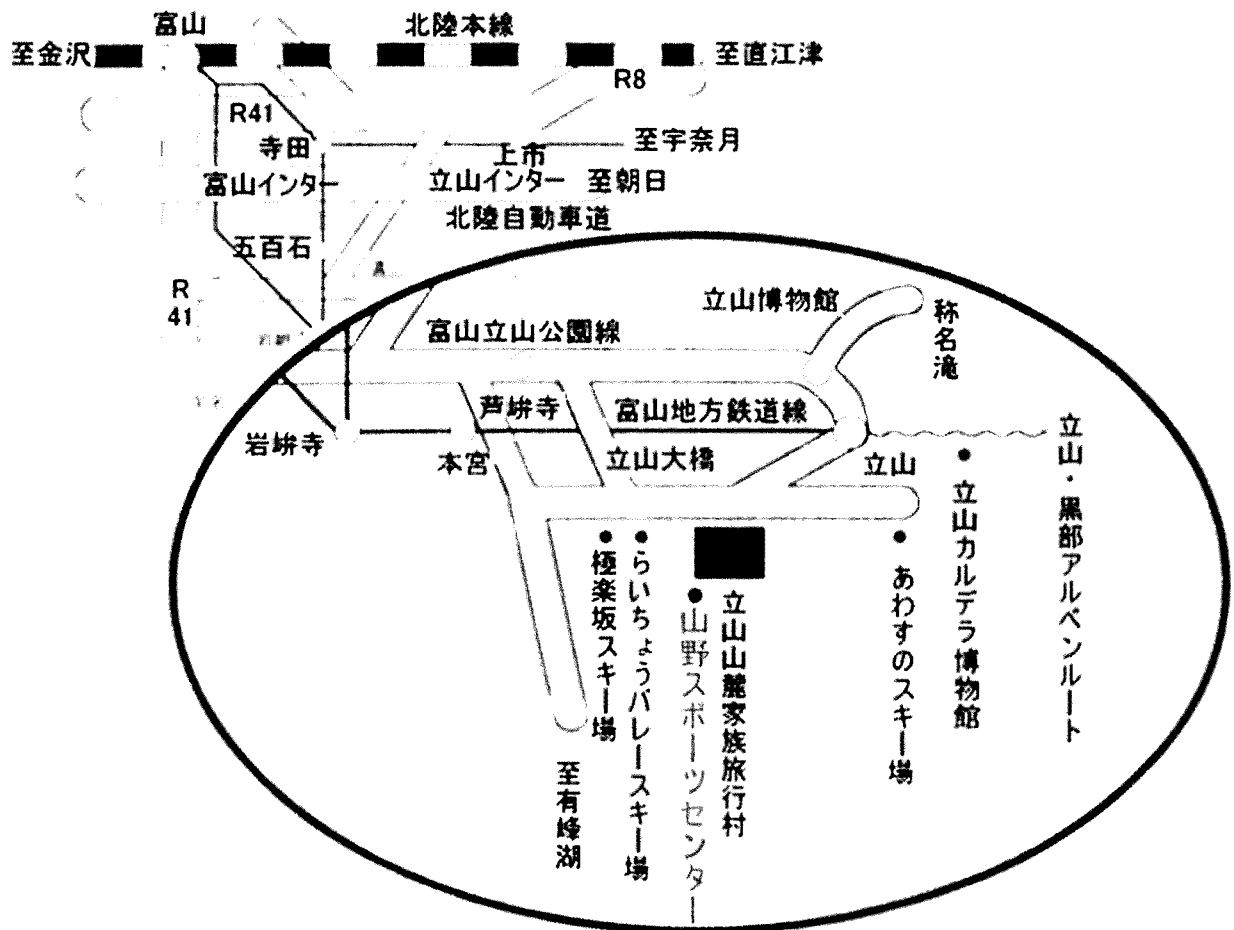 富山
北陸本線
至金沢
至直江津
R8
R41
寺田
至宇奈月
上市
富山インター
立山インター
至朝日
北陸自動車道
五百石
R
41
立山博物館
称名滝
富山立山公園線
芦峅寺
富山地方鉄道線
岩峅寺
本宮
立山大橋
立山
立山・黒部アルペンルート
立山カルデラ博物館
あわすのスキー場
立山山麓家族旅行村
山野スポーツセンター
らいちょうバレースキー場
極楽坂スキー場
至有峰湖